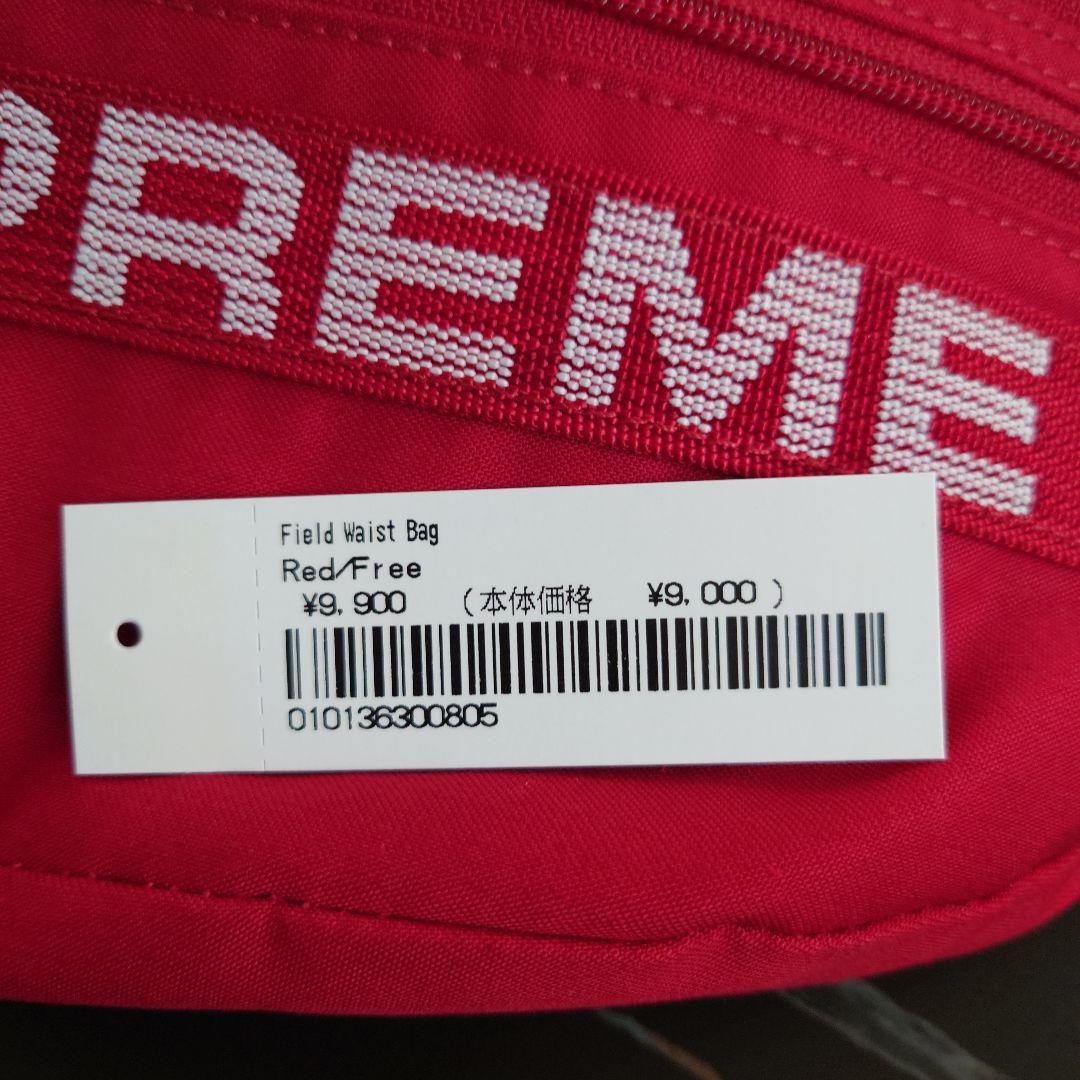 PREME
Field Waist Bag
Red/Free
¥9,900 (本体価格 ¥9,000)
010136300805